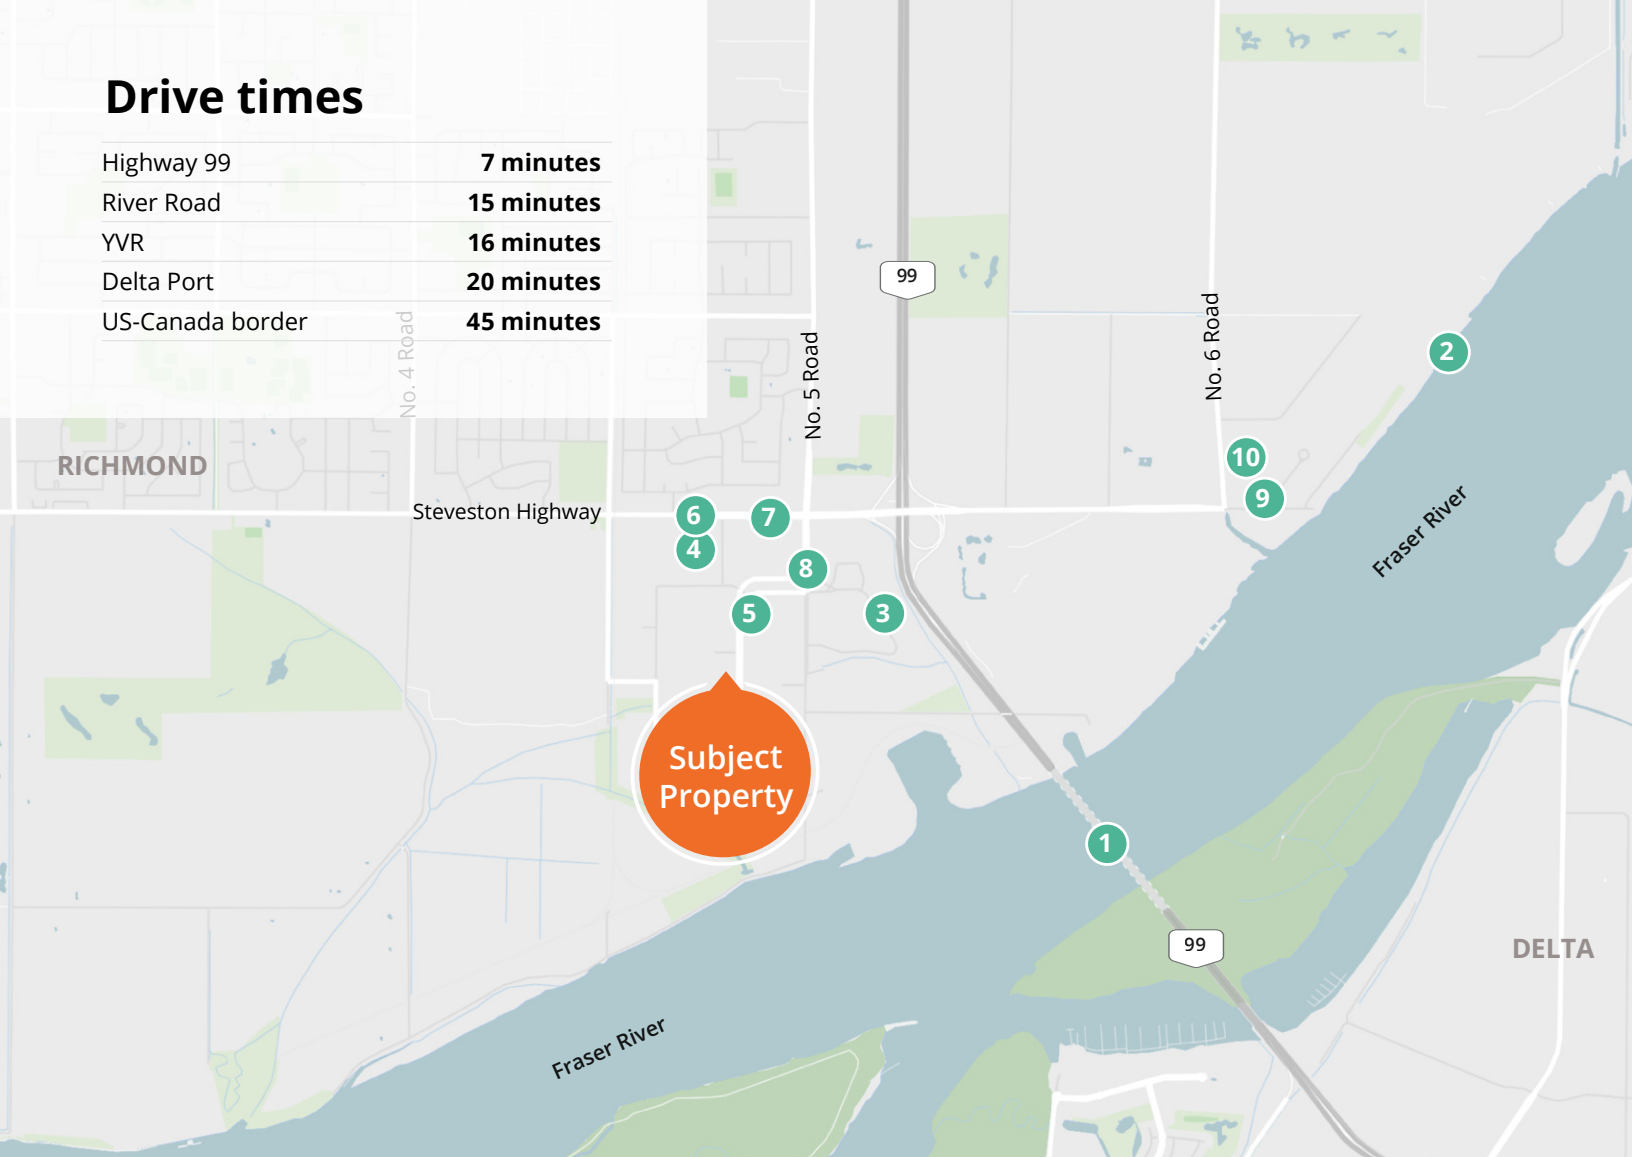 Drive times
Highway 99 7 minutes
River Road 15 minutes
YVR 16 minutes
Delta Port 20 minutes
US-Canada border 45 minutes
No. 4 Road
No. 5 Road
No. 6 Road
99
2
RICHMOND
Steveston Highway
10
9
6
7
4
8
5
3
Fraser River
Subject
Property
1
99
DELTA
Fraser River